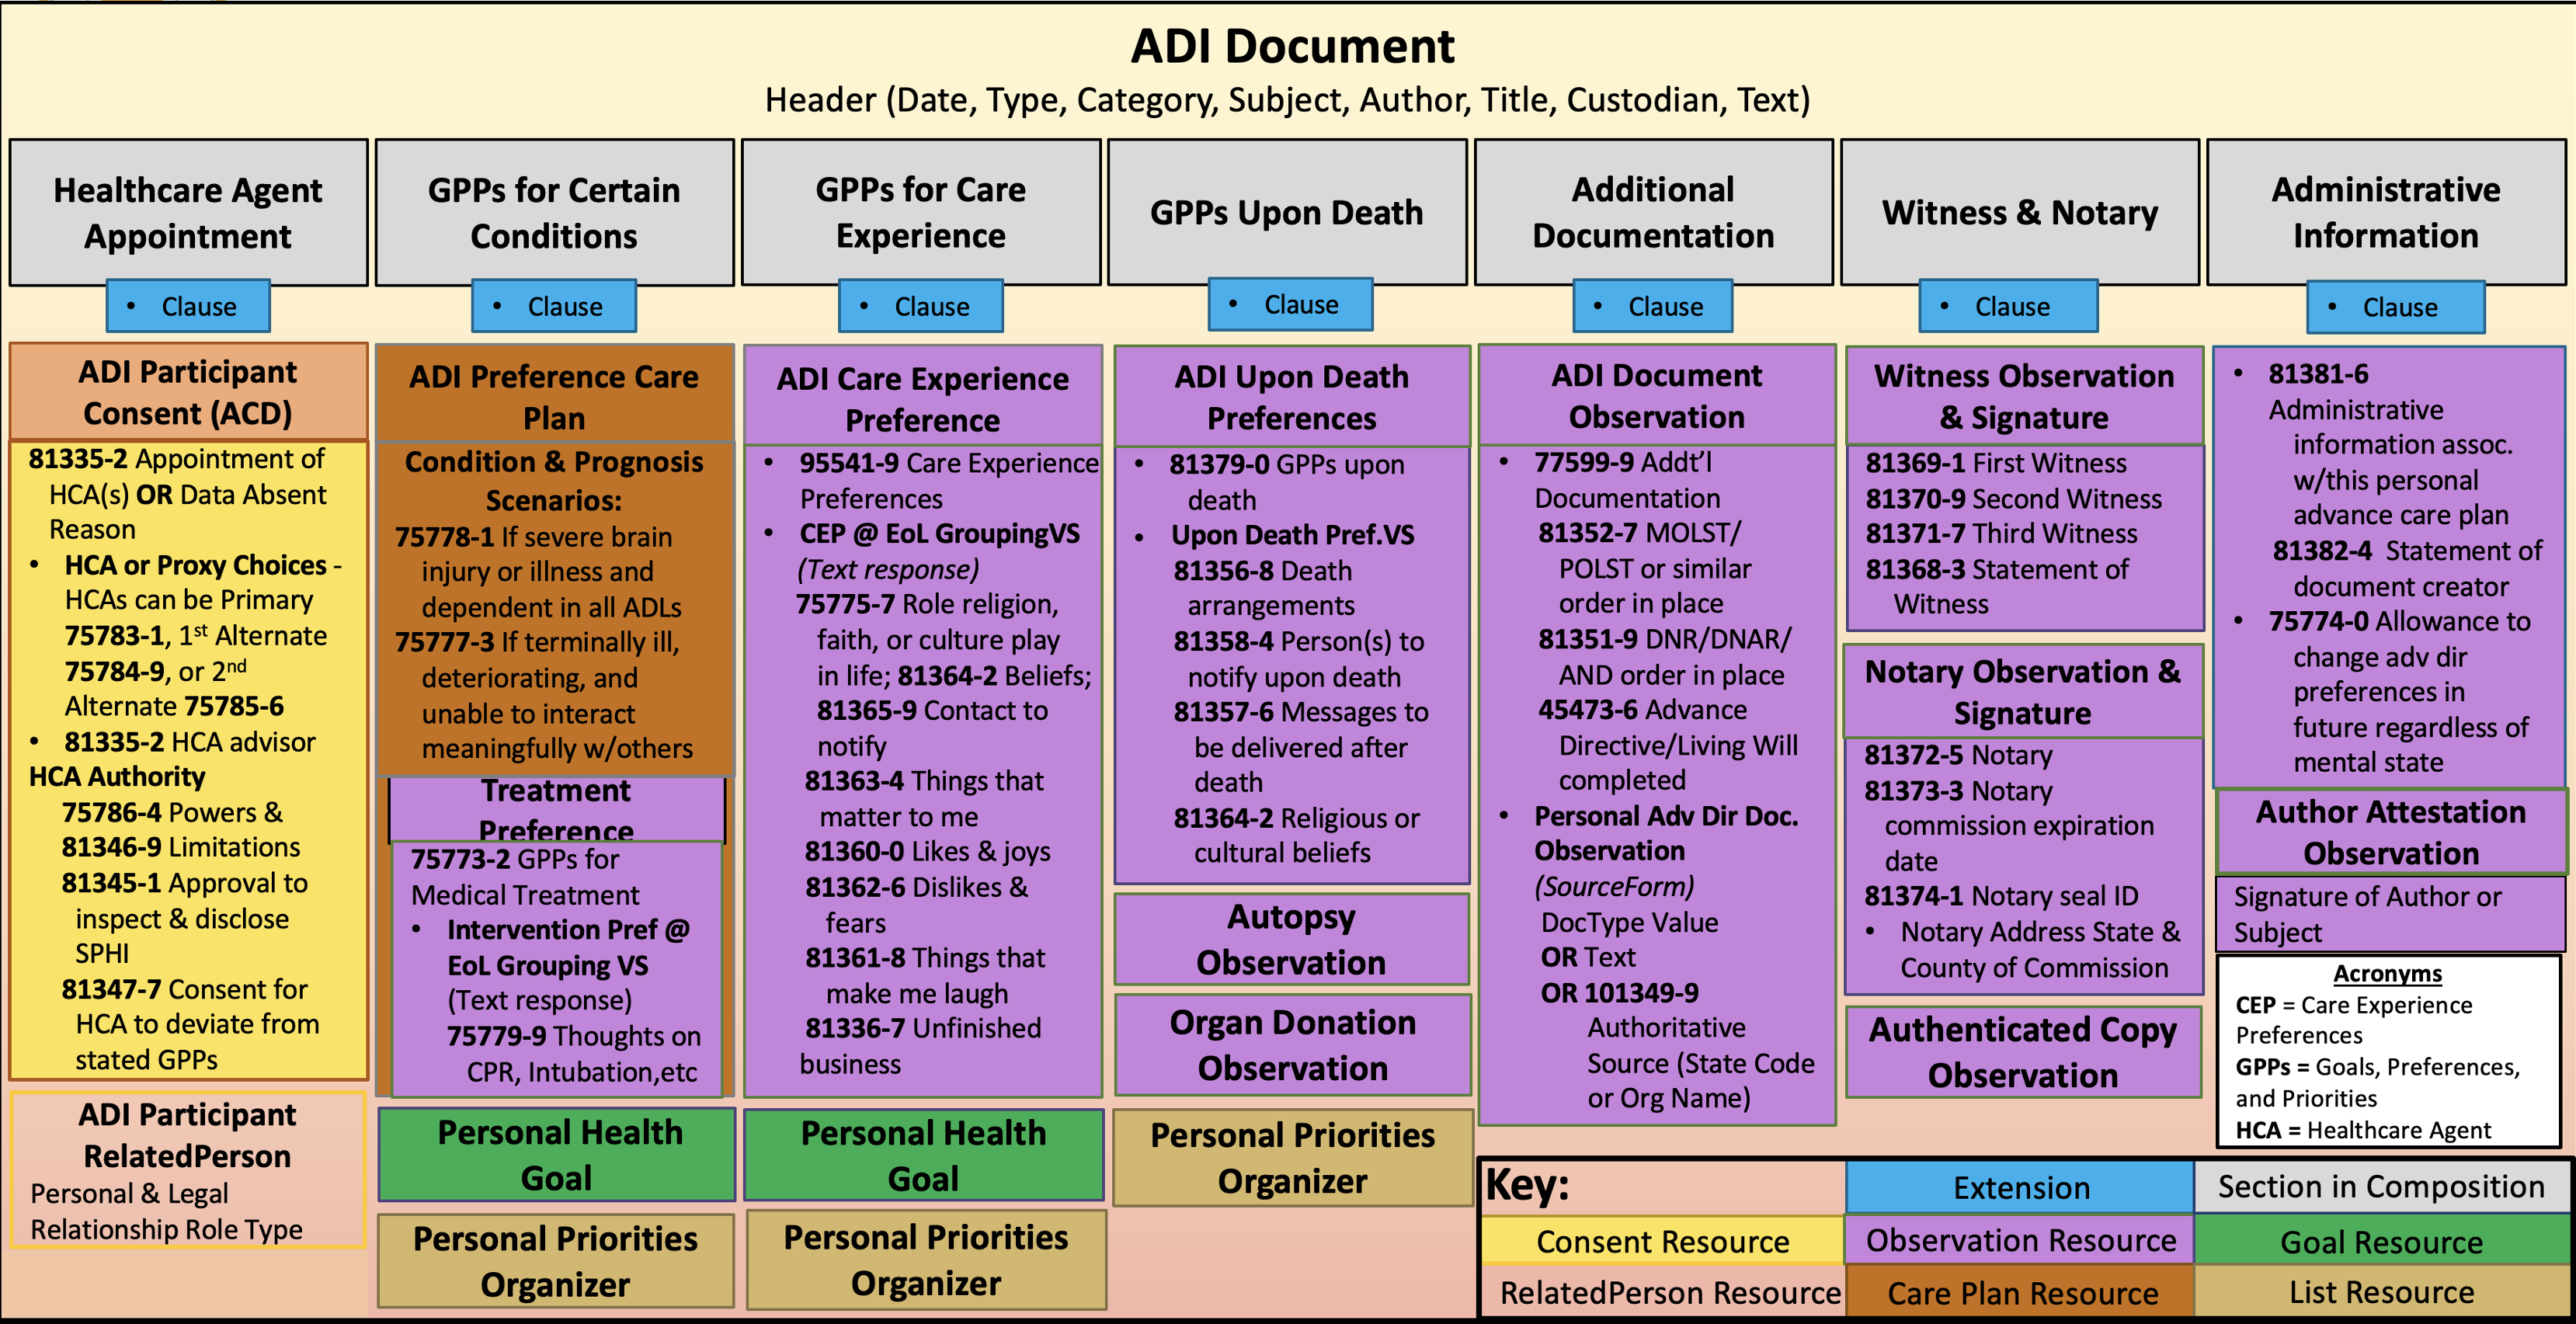 ADI Document
Header (Date, Type, Category, Subject, Author, Title, Custodian, Text)
Healthcare Agent
Appointment
• Clause
ADI Participant
Consent (ACD)
81335-2 Appointment of
HCA(s) OR Data Absent
Reason
• HCA or Proxy Choices -
HCAs can be Primary
75783-1, 1st Alternate
75784-9, or 2nd
Alternate 75785-6
• 81335-2 HCA advisor
HCA Authority
75786-4 Powers &
81346-9 Limitations
81345-1 Approval to
inspect & disclose
SPHI
81347-7 Consent for
HCA to deviate from
stated GPPs
ADI Participant
RelatedPerson
Personal & Legal
Relationship Role Type
GPPs for Certain
Conditions
• Clause
ADI Preference Care
Plan
Condition & Prognosis
Scenarios:
75778-1 If severe brain
injury or illness and
dependent in all ADLs
75777-3 If terminally ill,
deteriorating, and
unable to interact
meaningfully w/others
Treatment
Preference
75773-2 GPPs for
Medical Treatment
• Intervention Pref @
EoL Grouping VS
(Text response)
75779-9 Thoughts on
CPR, Intubation,etc
Personal Health
Goal
Personal Priorities
Organizer
GPPs for Care
Experience
• Clause
ADI Care Experience
Preference
• 95541-9 Care Experience
Preferences
• CEP @ EoL GroupingVS
(Text response)
75775-7 Role religion,
faith, or culture play
in life; 81364-2 Beliefs;
81365-9 Contact to
notify
81363-4 Things that
matter to me
81360-0 Likes & joys
81362-6 Dislikes &
fears
81361-8 Things that
make me laugh
81336-7 Unfinished
business
Personal Health
Goal
Personal Priorities
Organizer
GPPs Upon Death
• Clause
ADI Upon Death
Preferences
• 81379-0 GPPs upon
death
• Upon Death Pref.VS
81356-8 Death
arrangements
81358-4 Person(s) to
notify upon death
81357-6 Messages to
be delivered after
death
81364-2 Religious or
cultural beliefs
Autopsy
Observation
Organ Donation
Observation
Personal Priorities
Organizer
Additional
Documentation
• Clause
ADI Document
Observation
• 77599-9 Addt’l
Documentation
81352-7 MOLST/
POLST or similar
order in place
81351-9 DNR/DNAR/
AND order in place
45473-6 Advance
Directive/Living Will
completed
• Personal Adv Dir Doc.
Observation
(SourceForm)
DocType Value
OR Text
OR 101349-9
Authoritative
Source (State Code
or Org Name)
Witness & Notary
• Clause
Witness Observation
& Signature
81369-1 First Witness
81370-9 Second Witness
81371-7 Third Witness
81368-3 Statement of
Witness
Notary Observation &
Signature
81372-5 Notary
81373-3 Notary
commission expiration
date
81374-1 Notary seal ID
• Notary Address State &
County of Commission
Authenticated Copy
Observation
Administrative
Information
• Clause
• 81381-6
Administrative
information assoc.
w/this personal
advance care plan
81382-4 Statement of
document creator
• 75774-0 Allowance to
change adv dir
preferences in
future regardless of
mental state
Author Attestation
Observation
Signature of Author or
Subject
Acronyms
CEP = Care Experience
Preferences
GPPs = Goals, Preferences,
and Priorities
HCA = Healthcare Agent
Key:
Extension
Section in Composition
Consent Resource
Observation Resource
Goal Resource
RelatedPerson Resource
Care Plan Resource
List Resource